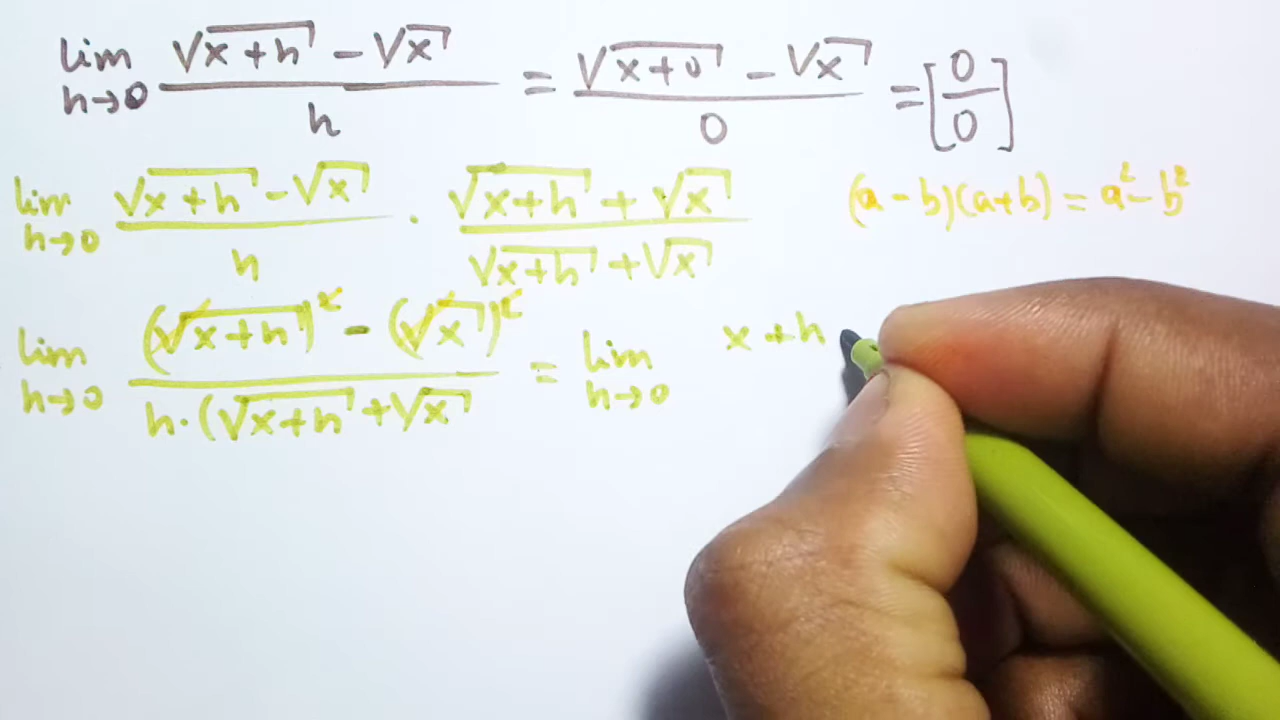 lim h→0 (√(x+h) - √x)/h = (√(x+0) - √x)/0 = [0/0]
lim h→0 (√(x+h) - √x)/h · (√(x+h) + √x)/(√(x+h) + √x) (a-b)(a+b) = a²-b²
lim h→0 ((√(x+h))² - (√x)²)/(h·(√(x+h) + √x) = lim h→0 x+h